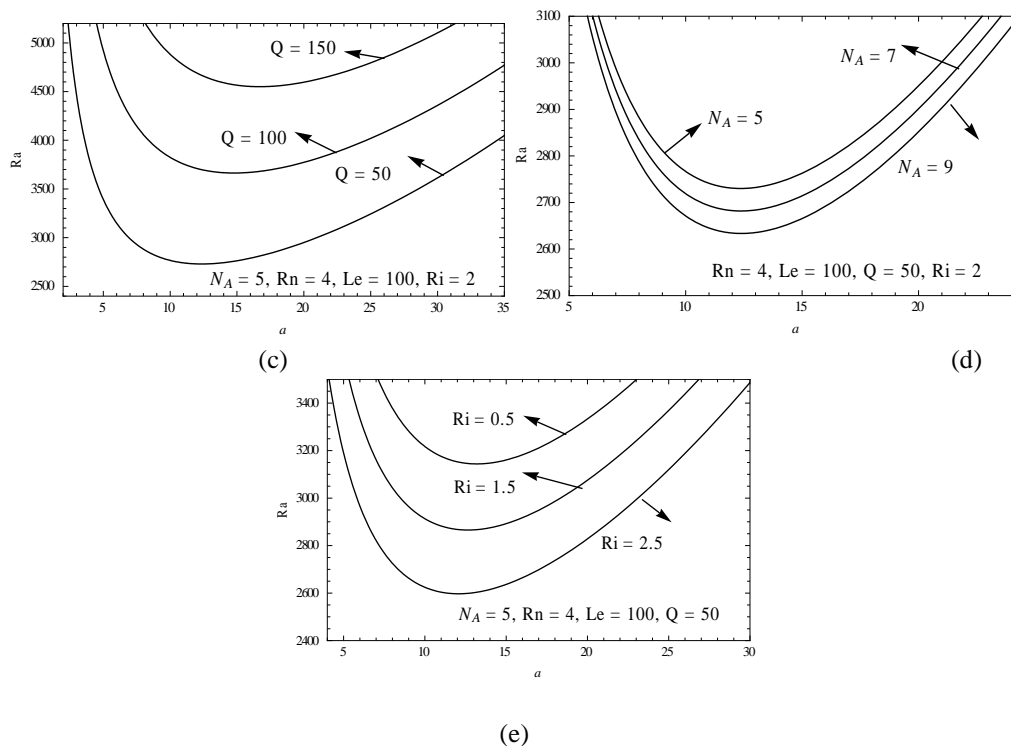 5000
4500
4000
3500
3000
2500
Ra
Q = 150
Q = 100
Q = 50
N_A = 5, Rn = 4, Le = 100, Ri = 2
5 10 15 20 25 30 35
a
(c)
3100
3000
2900
2800
2700
2600
2500
Ra
N_A = 7
N_A = 5
N_A = 9
Rn = 4, Le = 100, Q = 50, Ri = 2
5 10 15 20
a
(d)
3400
3200
3000
2800
2600
2400
Ra
Ri = 0.5
Ri = 1.5
Ri = 2.5
N_A = 5, Rn = 4, Le = 100, Q = 50
5 10 15 20 25 30
a
(e)